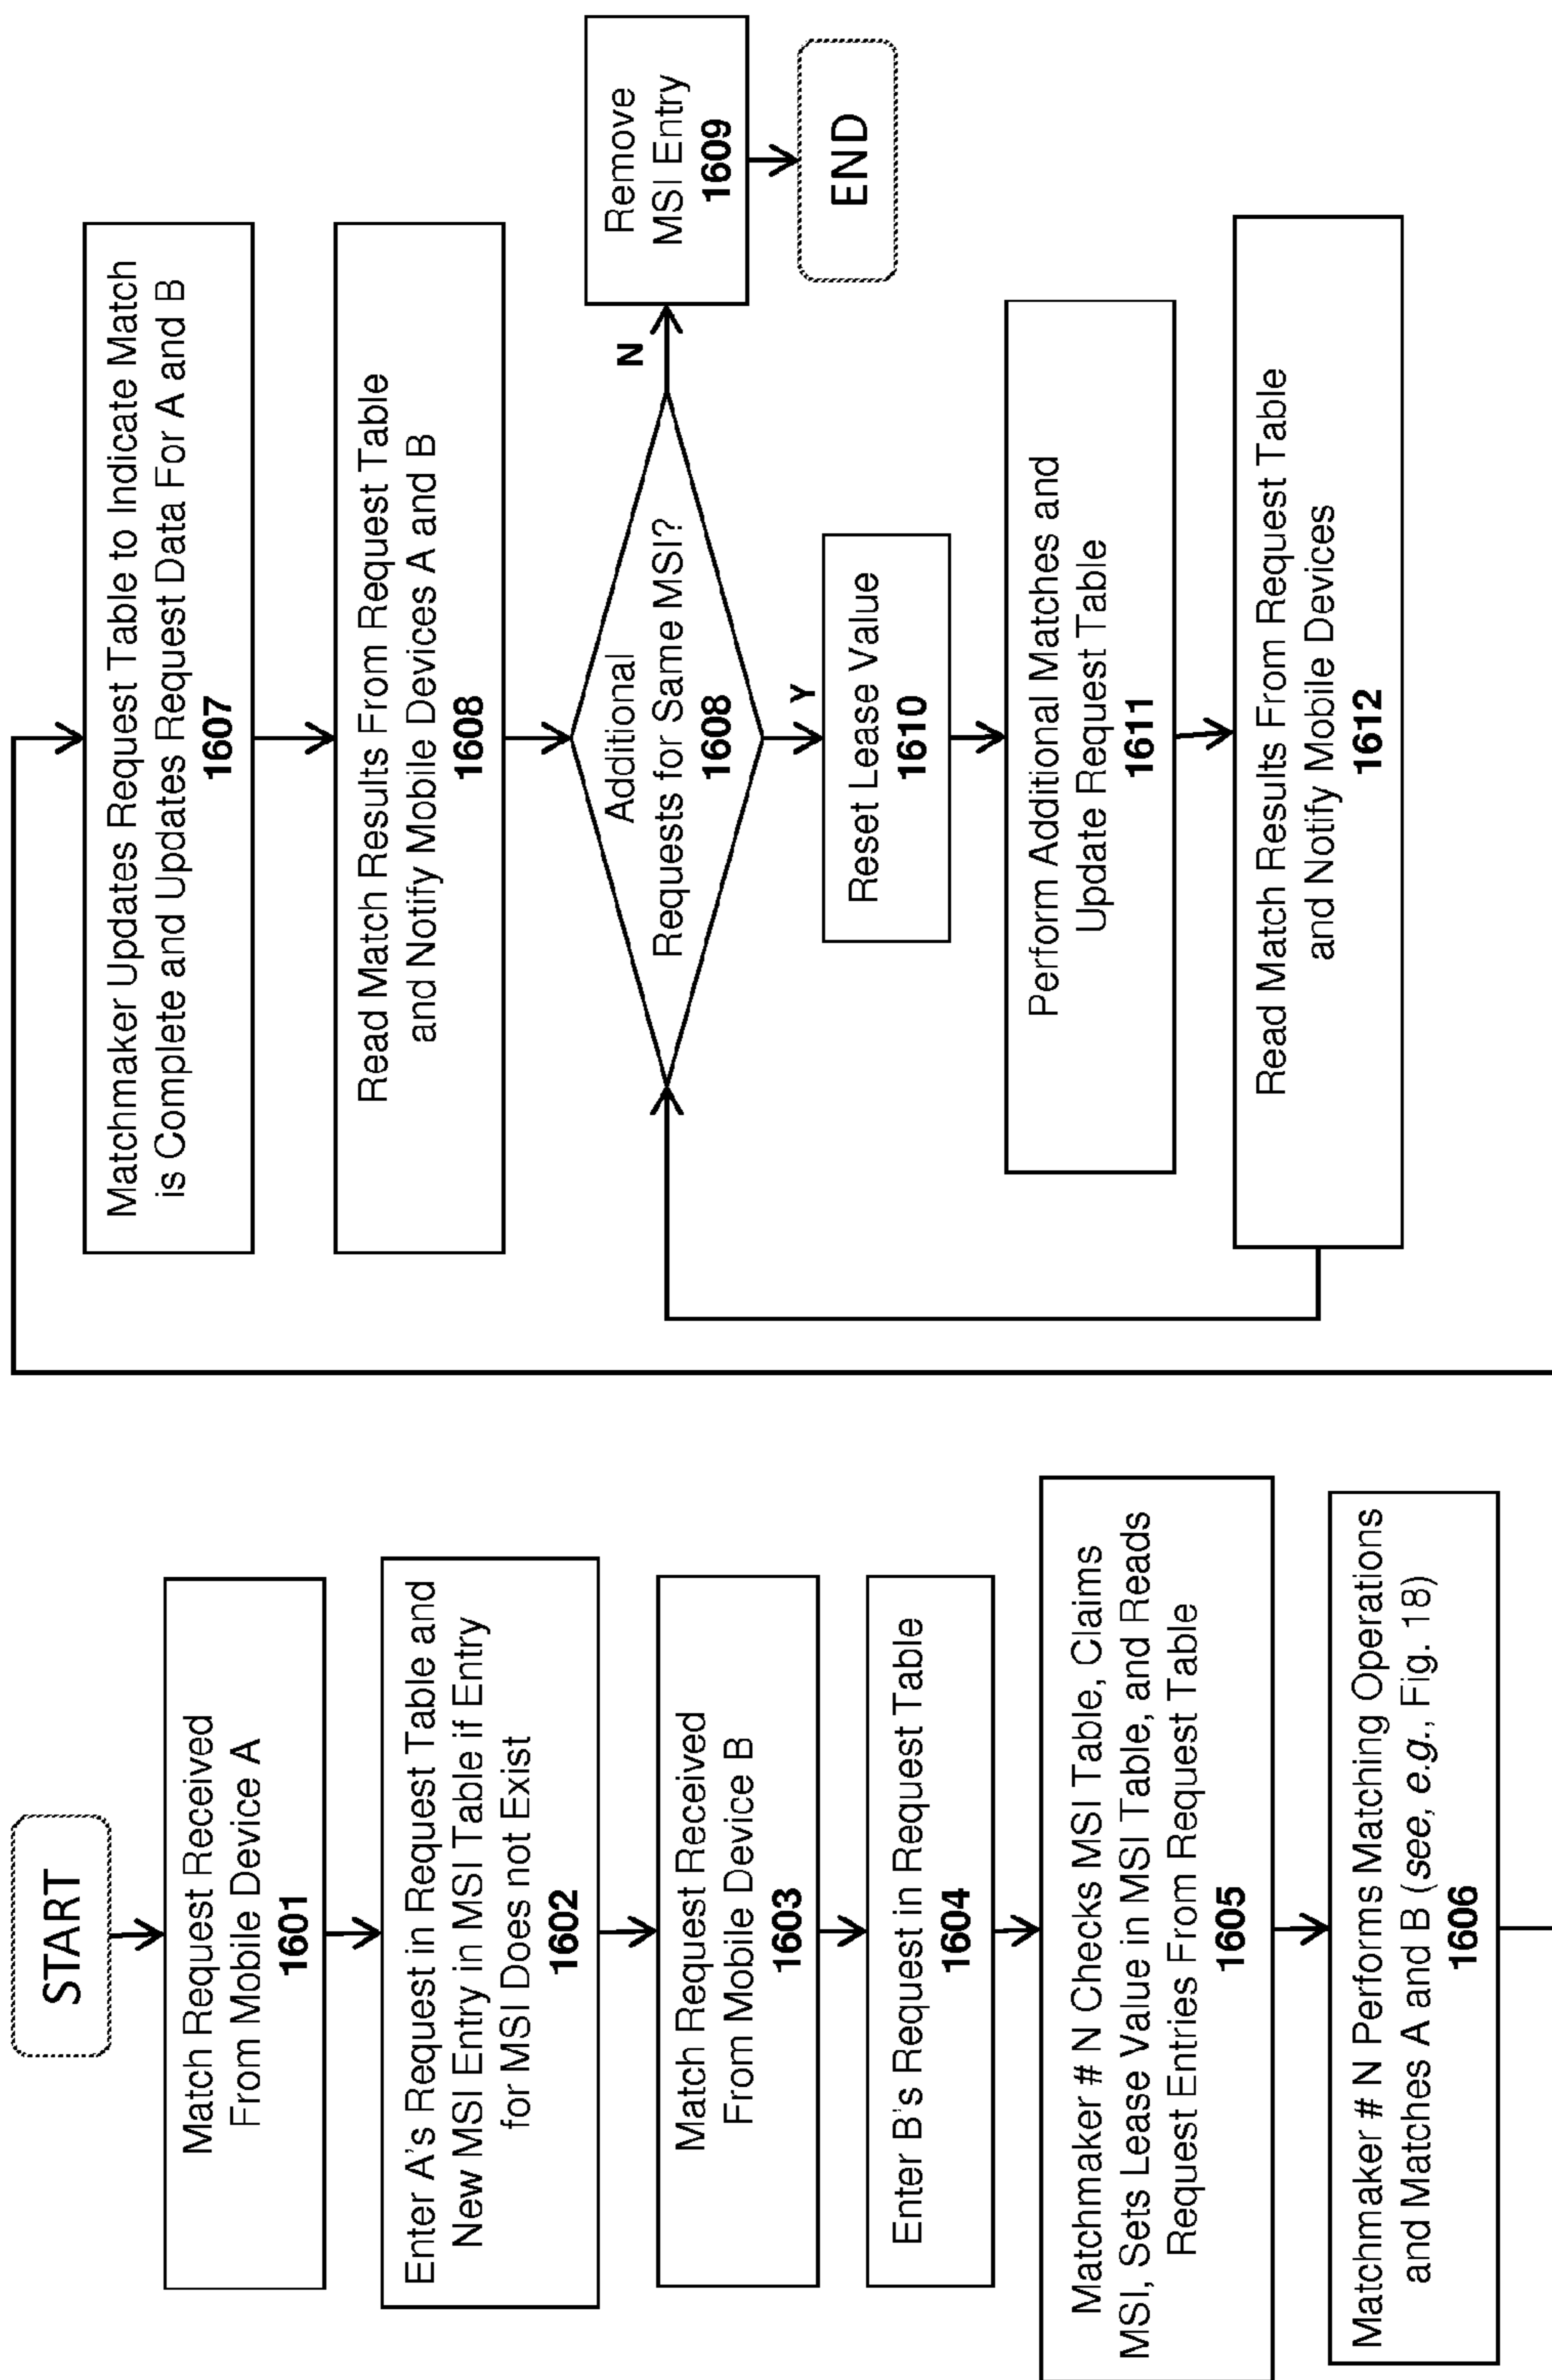 START
Match Request Received
From Mobile Device A
1601
Enter A's Request in Request Table and
New MSI Entry in MSI Table if Entry
for MSI Does not Exist
1602
Match Request Received
From Mobile Device B
1603
Enter B's Request in Request Table
1604
Matchmaker # N Checks MSI Table, Claims
MSI, Sets Lease Value in MSI Table, and Reads
Request Entries From Request Table
1605
Matchmaker # N Performs Matching Operations
and Matches A and B (see, e.g., Fig. 18)
1606
Matchmaker Updates Request Table to Indicate Match
is Complete and Updates Request Data For A and B
1607
Read Match Results From Request Table
and Notify Mobile Devices A and B
1608
Additional
Requests for Same MSI?
1608
N
Remove
MSI Entry
1609
END
Y
Reset Lease Value
1610
Perform Additional Matches and
Update Request Table
1611
Read Match Results From Request Table
and Notify Mobile Devices
1612